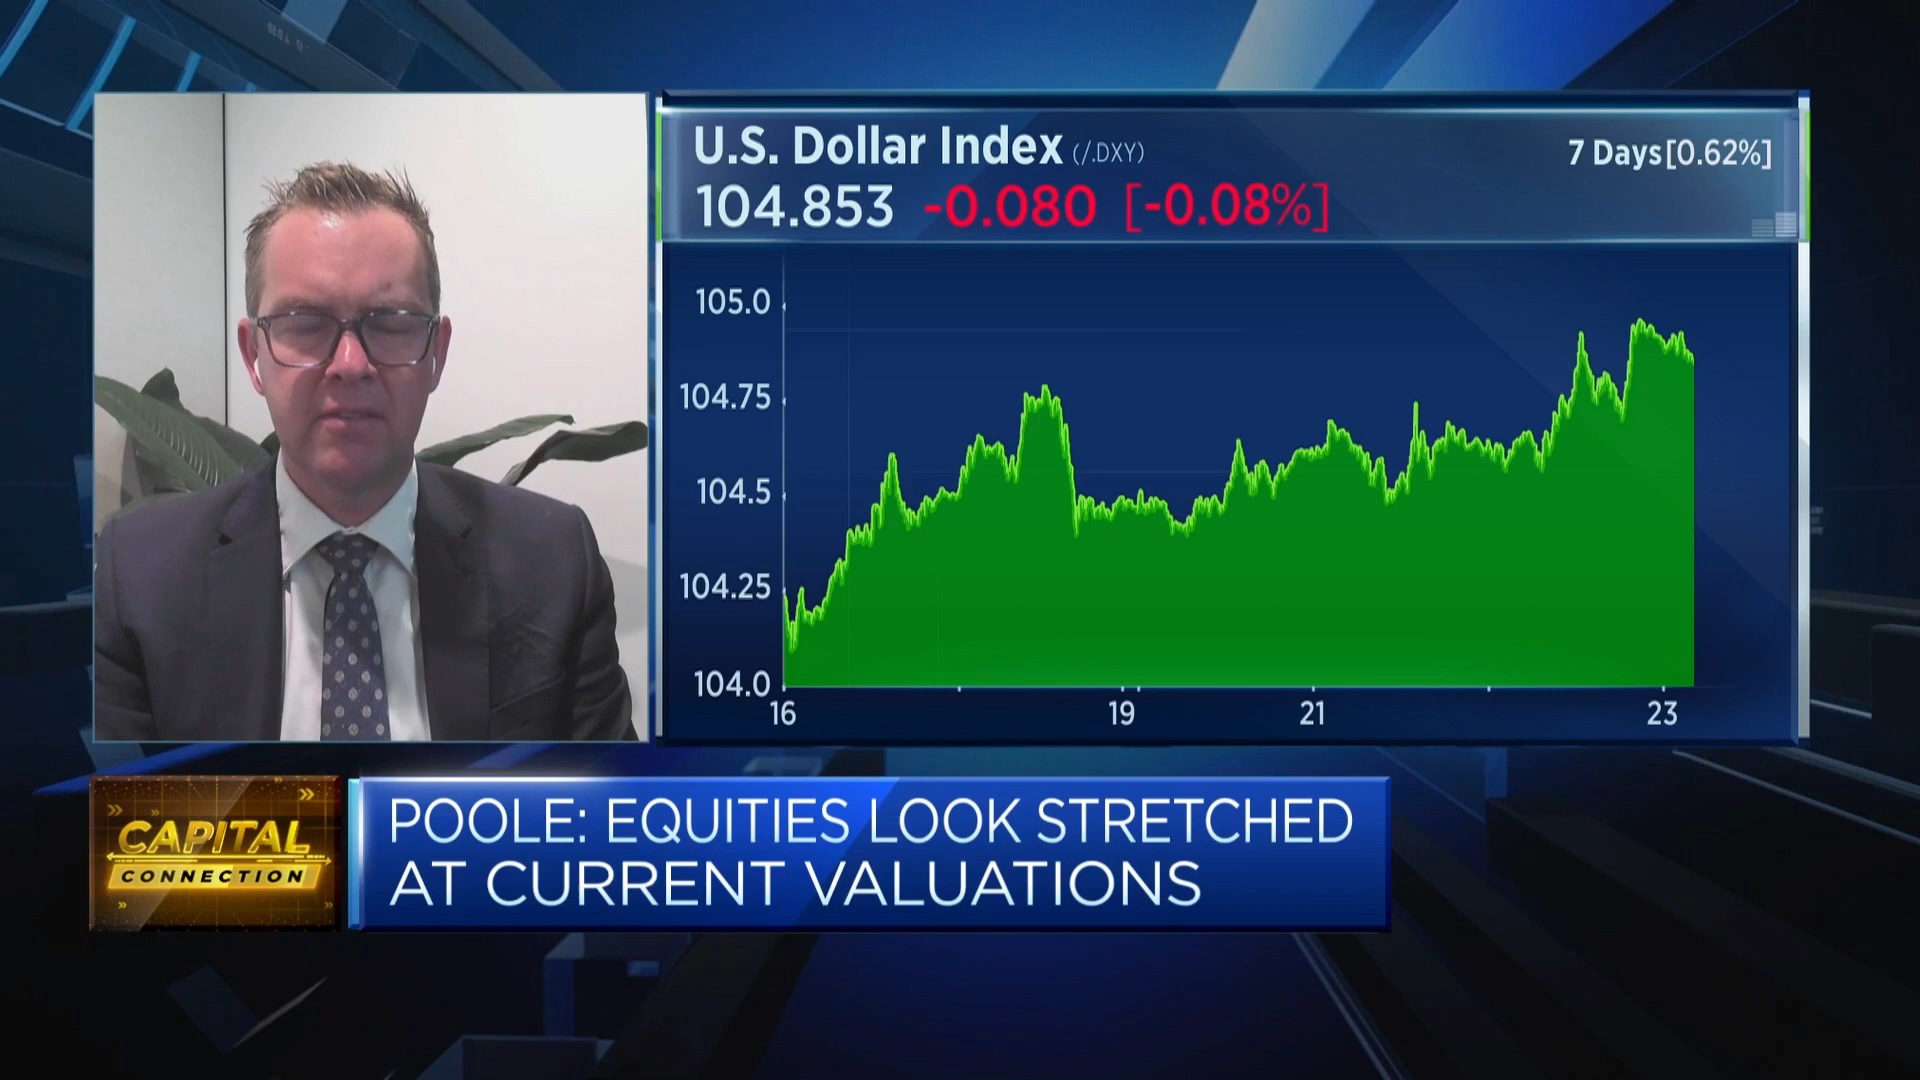 U.S. Dollar Index (/.DXY)
7 Days [0.62%]
104.853 -0.080 [-0.08%]
105.0
104.75
104.5
104.25
104.0
16 19 21 23
CAPITAL
CONNECTION
POOLE: EQUITIES LOOK STRETCHED
AT CURRENT VALUATIONS